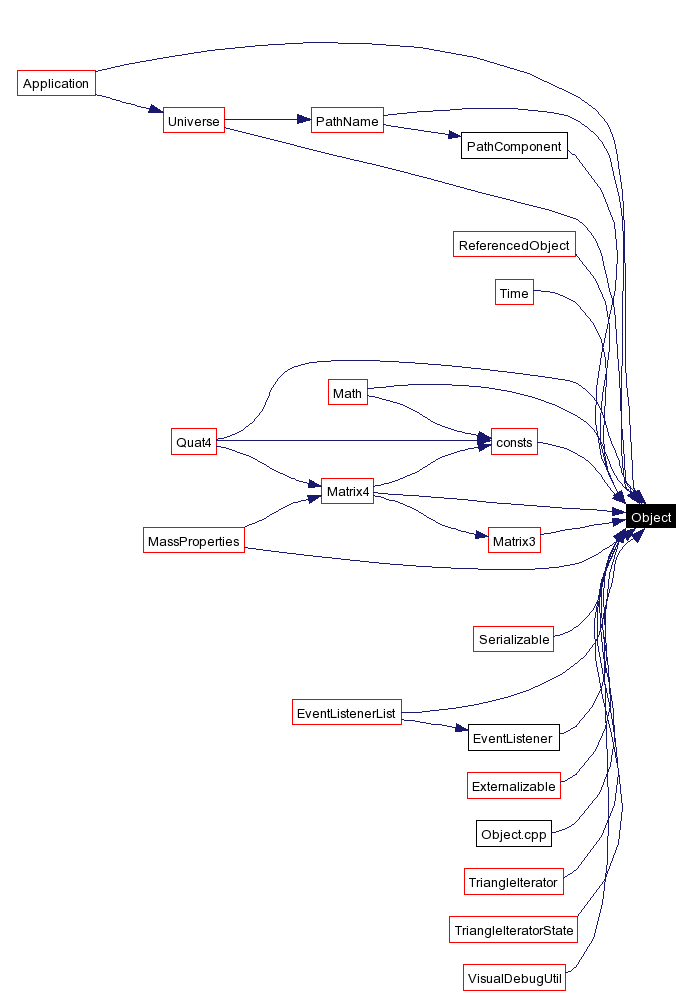 Application
Universe
PathName
PathComponent
ReferencedObject
Time
Math
Quat4
consts
Matrix4
Object
MassProperties
Matrix3
Serializable
EventListenerList
EventListener
Externalizable
Object.cpp
TriangleIterator
TriangleIteratorState
VisualDebugUtil